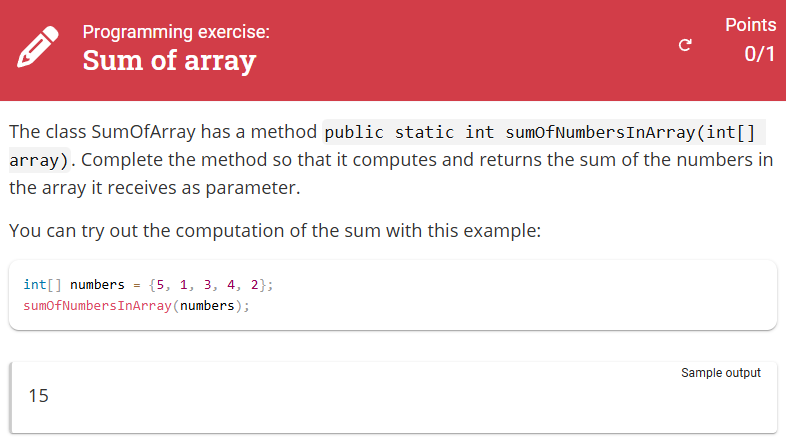 Programming exercise:
Sum of array
Points
0/1
The class SumOfArray has a method public static int sumOfNumbersInArray(int[]
array). Complete the method so that it computes and returns the sum of the numbers in
the array it receives as parameter.
You can try out the computation of the sum with this example:
int[] numbers = {5, 1, 3, 4, 2};
sumOfNumbersInArray(numbers);
Sample output
15